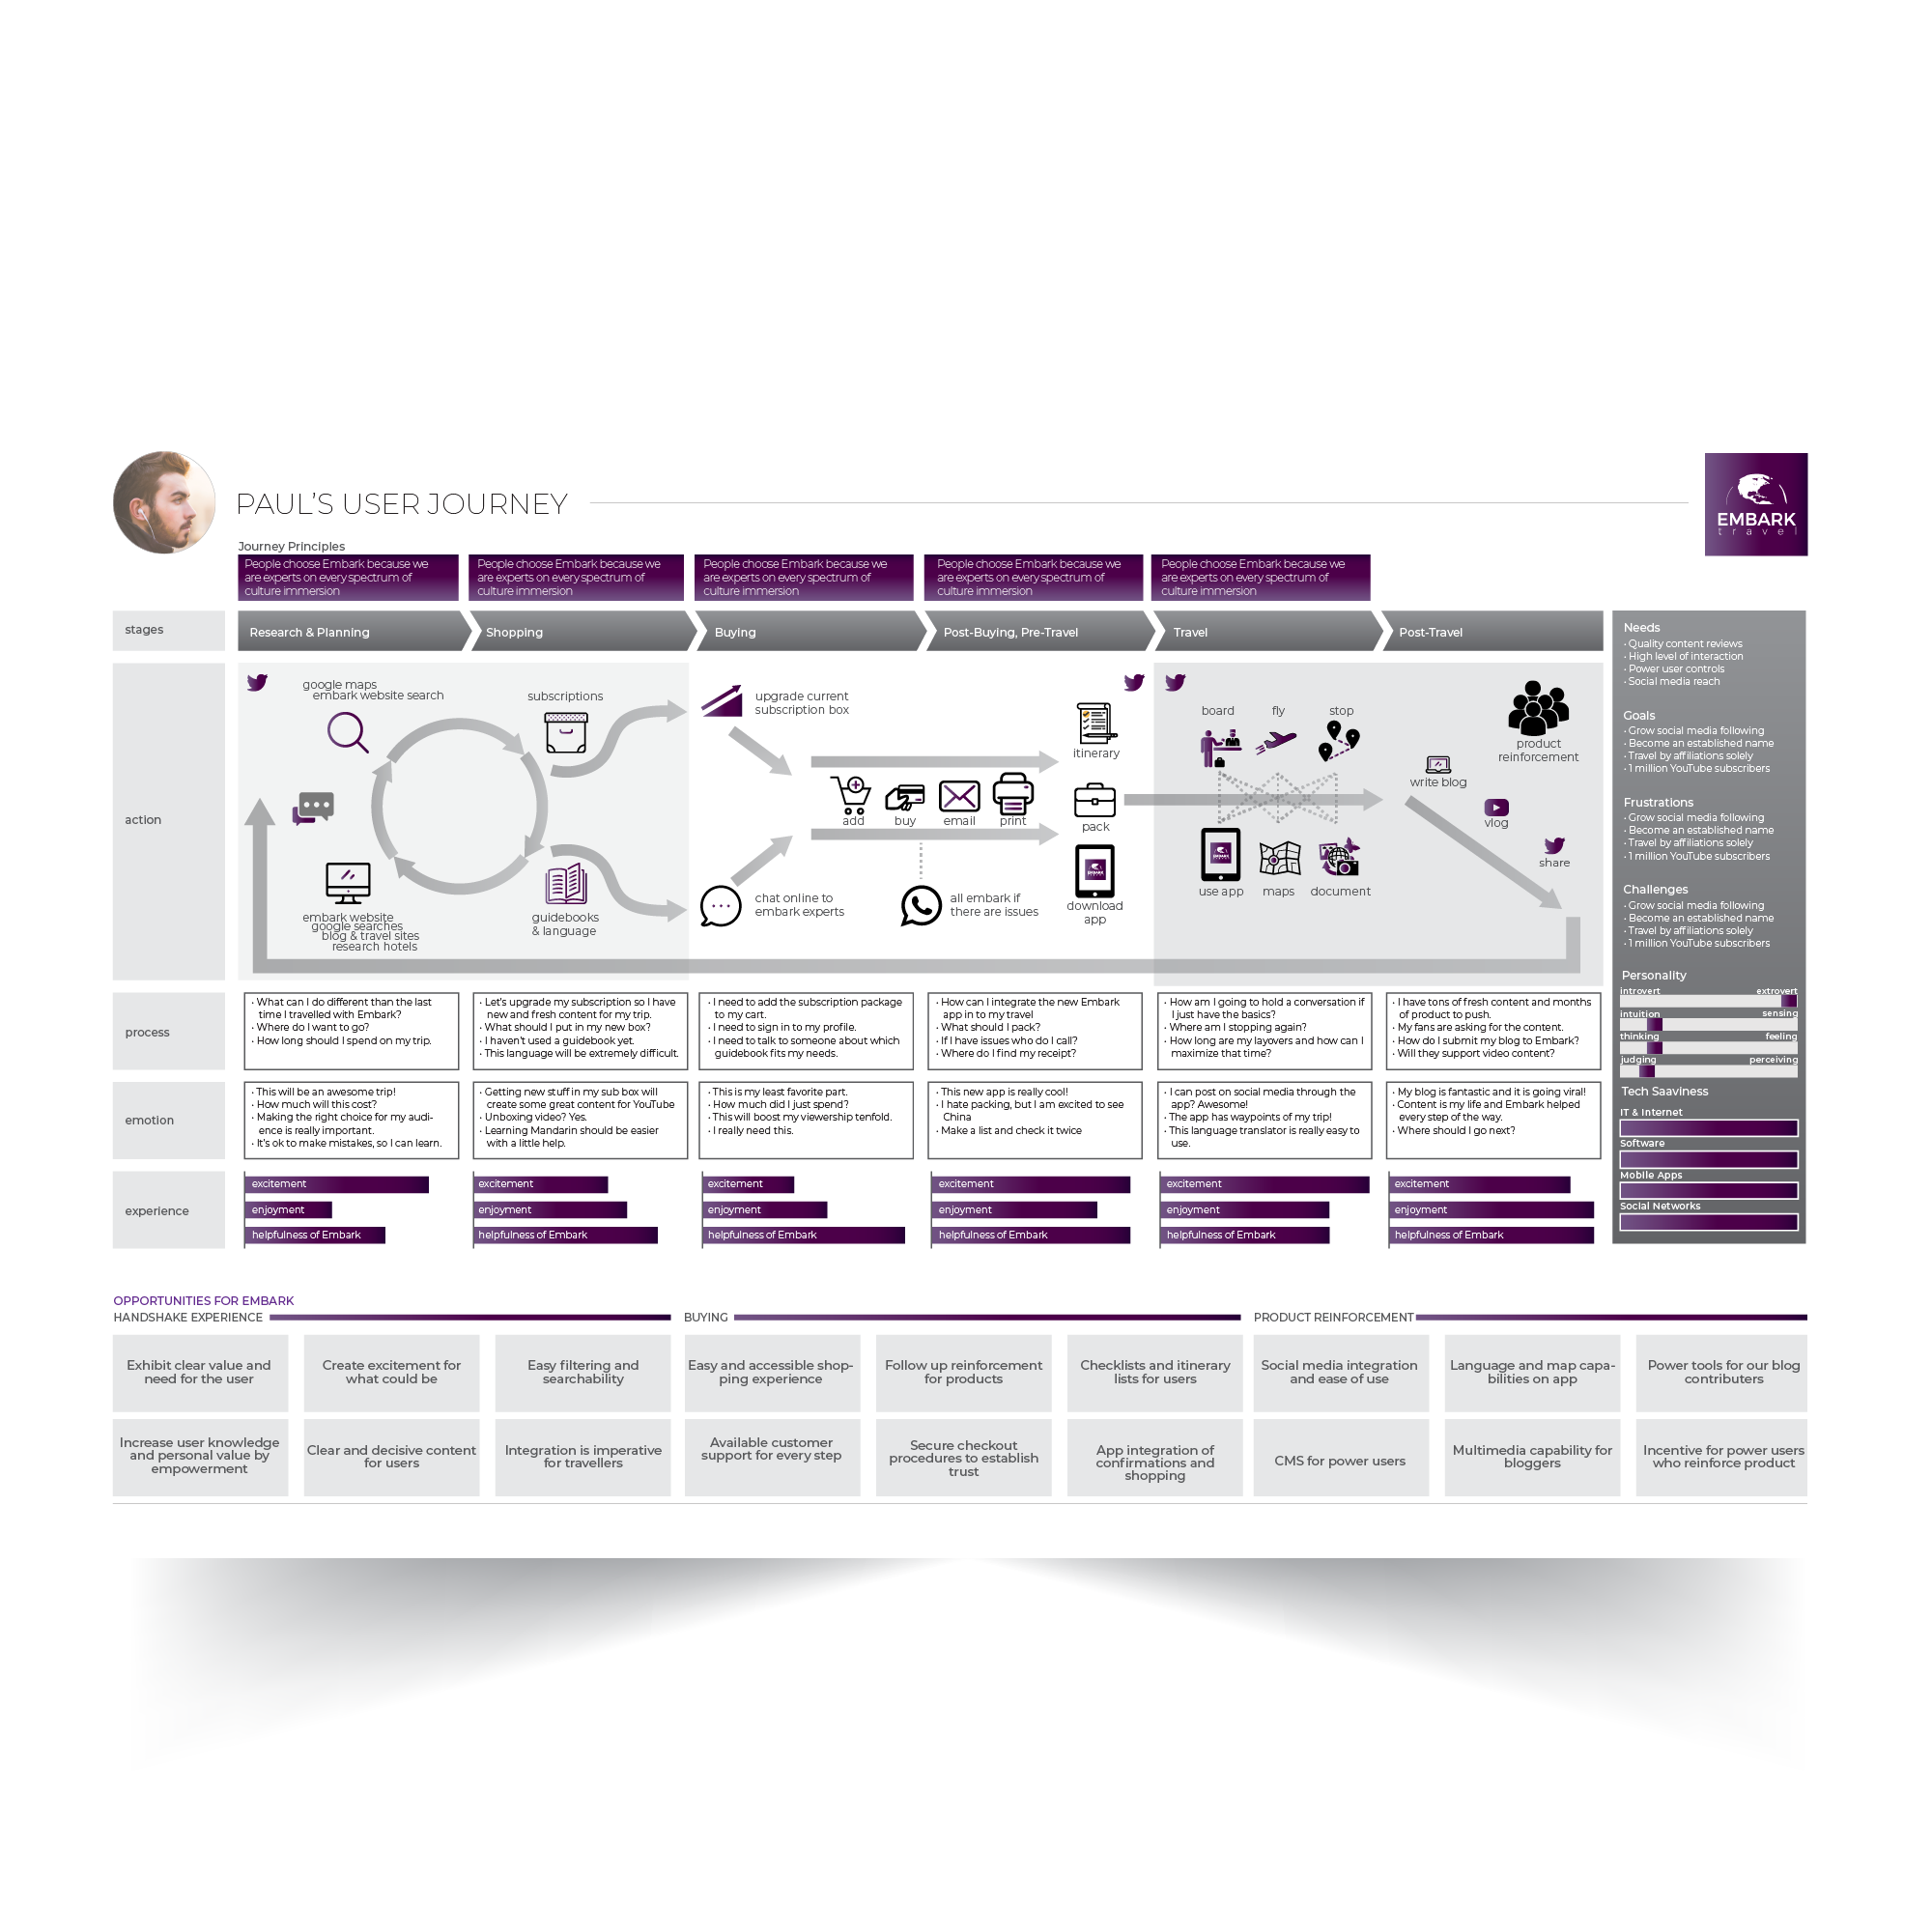 PAUL'S USER JOURNEY
EMBARK
travel
Journey Principles
People choose Embark because we
are experts on every spectrum of
culture immersion
People choose Embark because we
are experts on every spectrum of
culture immersion
People choose Embark because we
are experts on every spectrum of
culture immersion
People choose Embark because we
are experts on every spectrum of
culture immersion
People choose Embark because we
are experts on every spectrum of
culture immersion
stages
Research & Planning
Shopping
Buying
Post-Buying, Pre-Travel
Travel
Post-Travel
action
google maps
embark website search
subscriptions
embark website
google searches
blog & travel sites
research hotels
guidebooks
& language
upgrade current
subscription box
chat online to
embark experts
add
buy
email
print
all embark if
there are issues
itinerary
pack
EMBARK
download
app
board
fly
stop
EMBARK
use app
maps
document
product
reinforcement
write blog
vlog
share
process
· What can I do different than the last
time I travelled with Embark?
· Where do I want to go?
· How long should I spend on my trip.
· Let's upgrade my subscription so I have
new and fresh content for my trip.
· What should I put in my new box?
· I haven't used a guidebook yet.
· This language will be extremely difficult.
· I need to add the subscription package
to my cart.
· I need to sign in to my profile.
· I need to talk to someone about which
guidebook fits my needs.
· How can I integrate the new Embark
app in to my travel
· What should I pack?
· If I have issues who do I call?
· Where do I find my receipt?
· How am I going to hold a conversation if
I just have the basics?
· Where am I stopping again?
· How long are my layovers and how can I
maximize that time?
· I have tons of fresh content and months
of product to push.
· My fans are asking for the content.
· How do I submit my blog to Embark?
· Will they support video content?
emotion
· This will be an awesome trip!
· How much will this cost?
· Making the right choice for my audi-
ence is really important.
· It's ok to make mistakes, so I can learn.
· Getting new stuff in my sub box will
create some great content for YouTube
· Unboxing video? Yes.
· Learning Mandarin should be easier
with a little help.
· This is my least favorite part.
· How much did I just spend?
· This will boost my viewership tenfold.
· I really need this.
· This new app is really cool!
· I hate packing, but I am excited to see
China
· Make a list and check it twice
· I can post on social media through the
app? Awesome!
· The app has waypoints of my trip!
· This language translator is really easy to
use.
· My blog is fantastic and it is going viral!
· Content is my life and Embark helped
every step of the way.
· Where should I go next?
experience
excitement
enjoyment
helpfulness of Embark
excitement
enjoyment
helpfulness of Embark
excitement
enjoyment
helpfulness of Embark
excitement
enjoyment
helpfulness of Embark
excitement
enjoyment
helpfulness of Embark
excitement
enjoyment
helpfulness of Embark
Needs
· Quality content reviews
· High level of interaction
· Power user controls
· Social media reach
Goals
· Grow social media following
· Become an established name
· Travel by affiliations solely
· 1 million YouTube subscribers
Frustrations
· Grow social media following
· Become an established name
· Travel by affiliations solely
· 1 million YouTube subscribers
Challenges
· Grow social media following
· Become an established name
· Travel by affiliations solely
· 1 million YouTube subscribers
Personality
introvert extrovert
intuition sensing
thinking feeling
judging perceiving
Tech Saaviness
IT & Internet
Software
Mobile Apps
Social Networks
OPPORTUNITIES FOR EMBARK
HANDSHAKE EXPERIENCE
Exhibit clear value and
need for the user
Create excitement for
what could be
Easy filtering and
searchability
Increase user knowledge
and personal value by
empowerment
Clear and decisive content
for users
Integration is imperative
for travellers
BUYING
Easy and accessible shop-
ping experience
Follow up reinforcement
for products
Checklists and itinerary
lists for users
Available customer
support for every step
Secure checkout
procedures to establish
trust
App integration of
confirmations and
shopping
PRODUCT REINFORCEMENT
Social media integration
and ease of use
Language and map capa-
bilities on app
Power tools for our blog
contributers
CMS for power users
Multimedia capability for
bloggers
Incentive for power users
who reinforce product